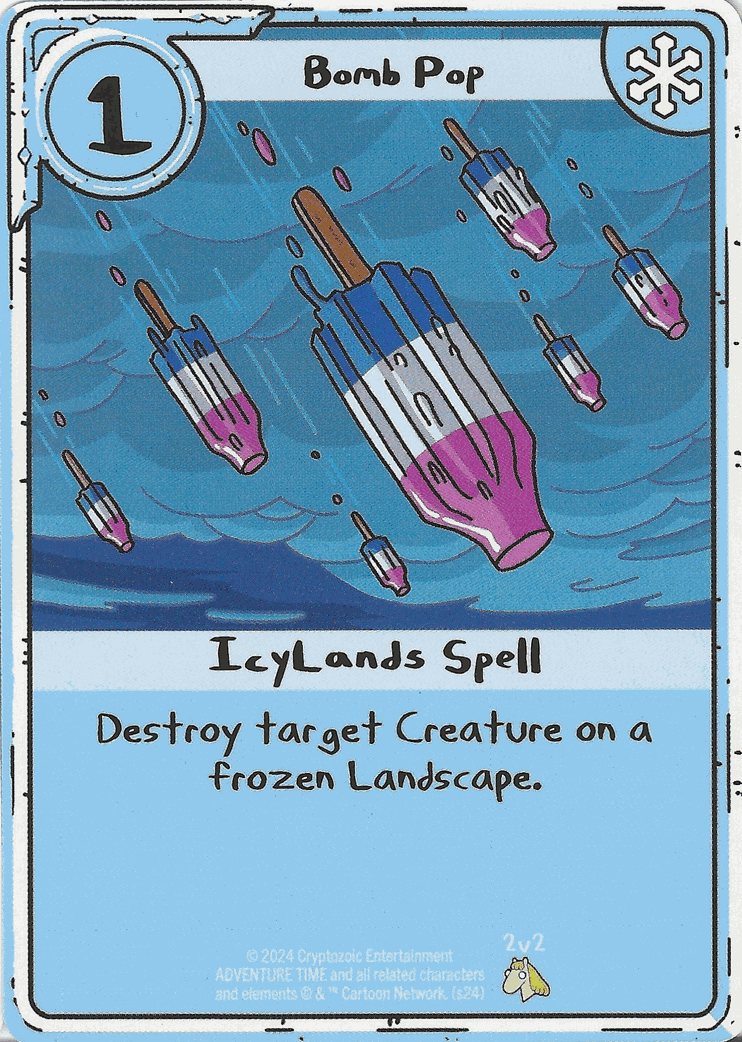 1
Bomb Pop
IcyLands Spell
Destroy target Creature on a
frozen Landscape.
© 2024 Cryptozoic Entertainment
ADVENTURE TIME and all related characters
and elements © & ™ Cartoon Network. (s24)
2v2